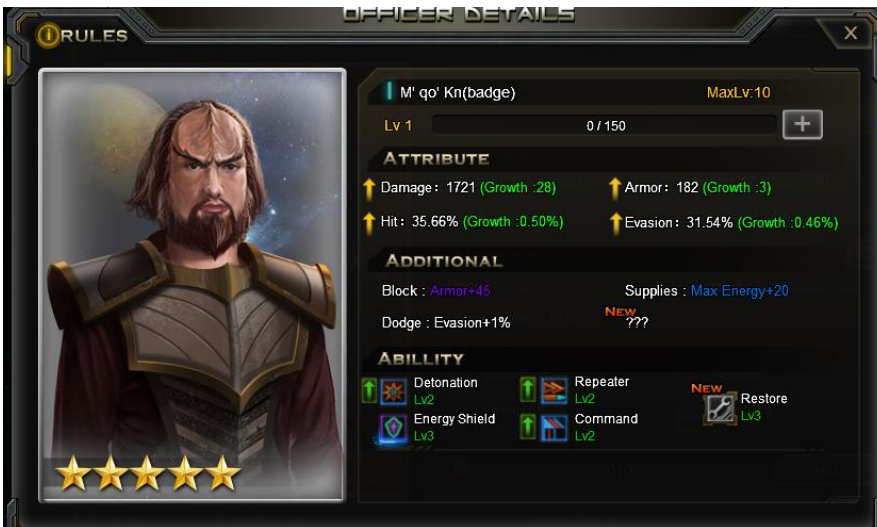 OFFICER DETAILS
RULES
X
M' qo' Kn(badge) MaxLv:10
Lv 1 0 / 150 +
ATTRIBUTE
Damage: 1721 (Growth :28) Armor: 182 (Growth :3)
Hit: 35.66% (Growth :0.50%) Evasion: 31.54% (Growth :0.46%)
ADDITIONAL
Block : Armor+45 Supplies : Max Energy+20
Dodge : Evasion+1% NEW ???
ABILLITY
Detonation Repeater NEW Restore
Lv2 Lv2 Lv3
Energy Shield Command
Lv3 Lv2